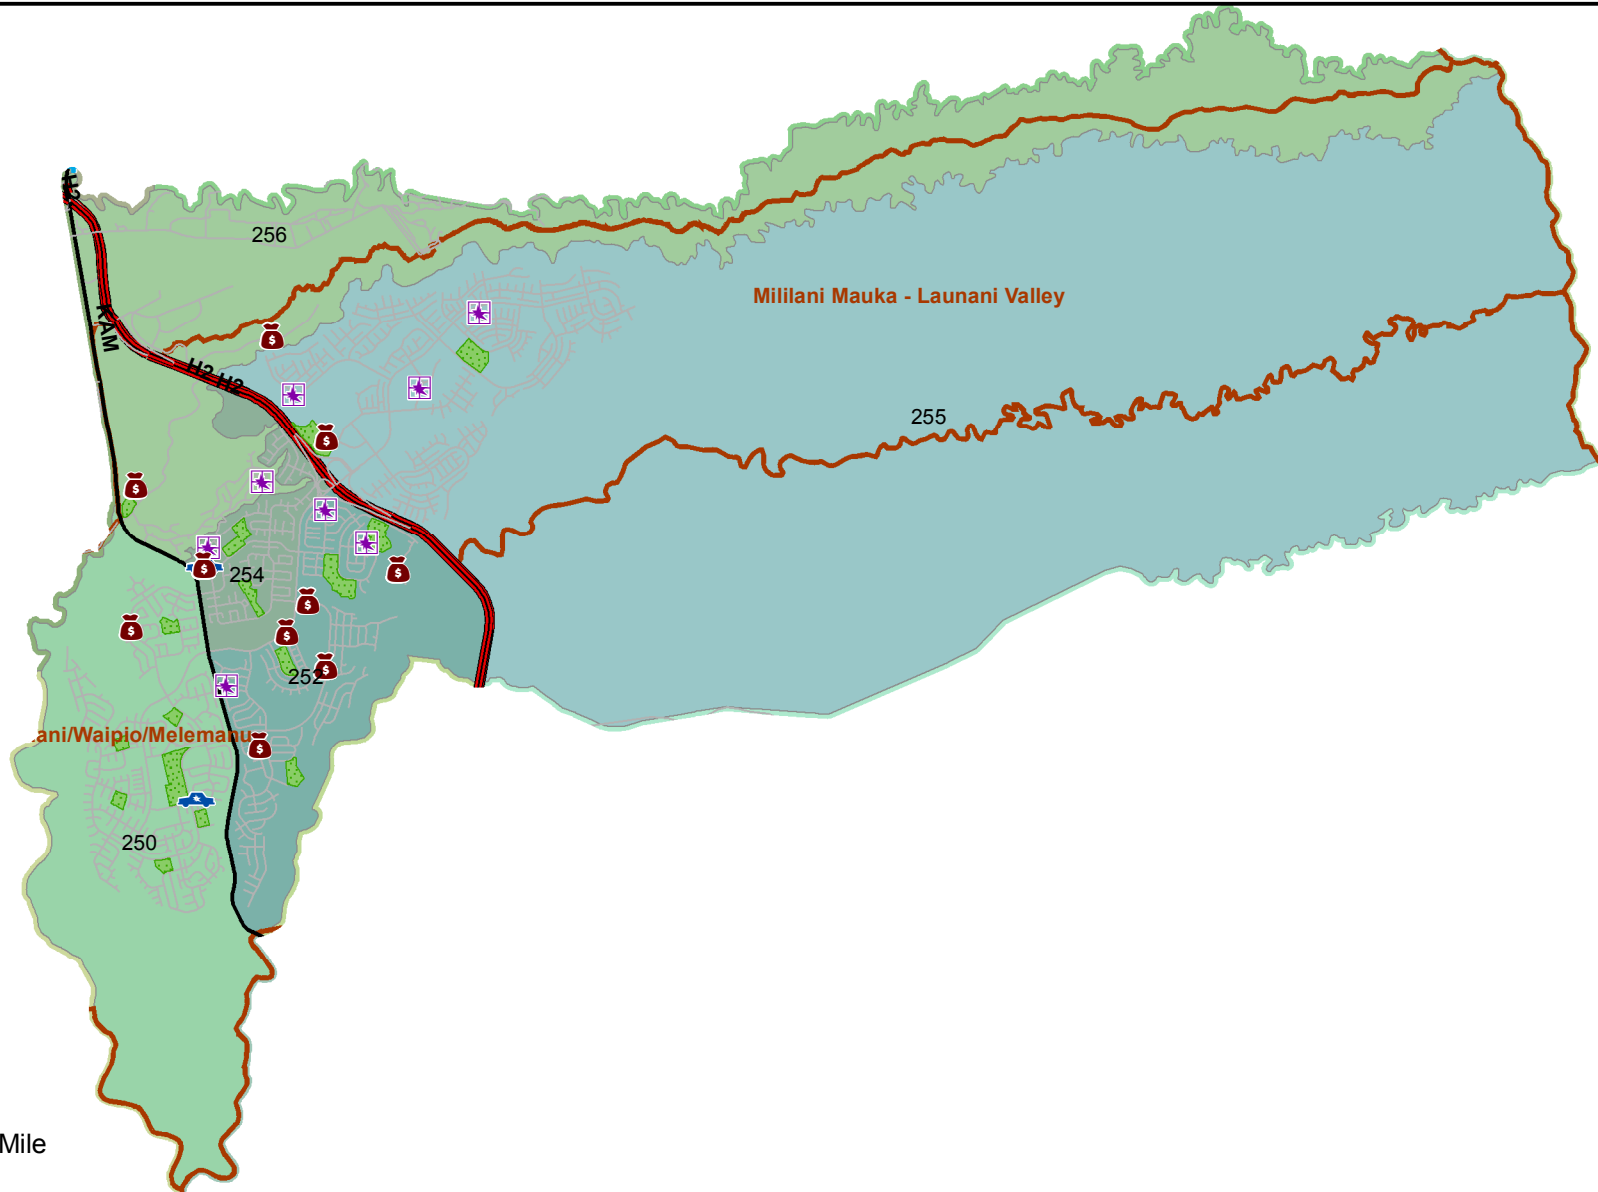 H2
256
Mililani Mauka - Launani Valley
KAM
H2 H2
255
254
252
ani/Waipio/Melemanu
250
Mile
$
$
$
$
$
$
$
$
$
$